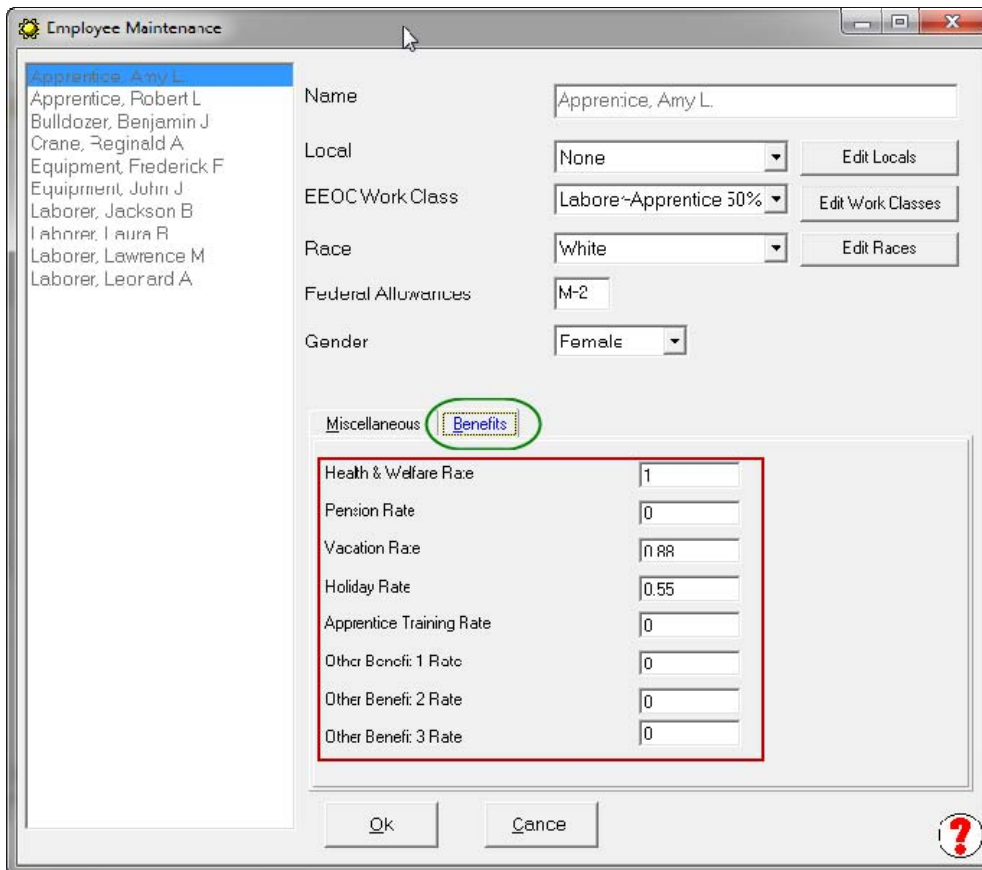 Employee Maintenance
Apprentice, Amy L.
Apprentice, Robert L
Bulldozer, Benjamin J
Crane, Reginald A
Equipment, Frederick F
Equipment, John J
Laborer, Jackson B
Laborer, Laura B
Laborer, Lawrence M
Laborer, Leonard A
Name Apprentice, Amy L.
Local None Edit Locals
EEOC Work Class Laborer-Apprentice 50% Edit Work Classes
Race White Edit Races
Federal Allowances M-2
Gender Female
Miscellaneous Benefits
Health & Welfare Rate 1
Pension Rate 0
Vacation Rate 0.88
Holiday Rate 0.55
Apprentice Training Rate 0
Other Benefit 1 Rate 0
Other Benefit 2 Rate 0
Other Benefit 3 Rate 0
Ok Cance
?